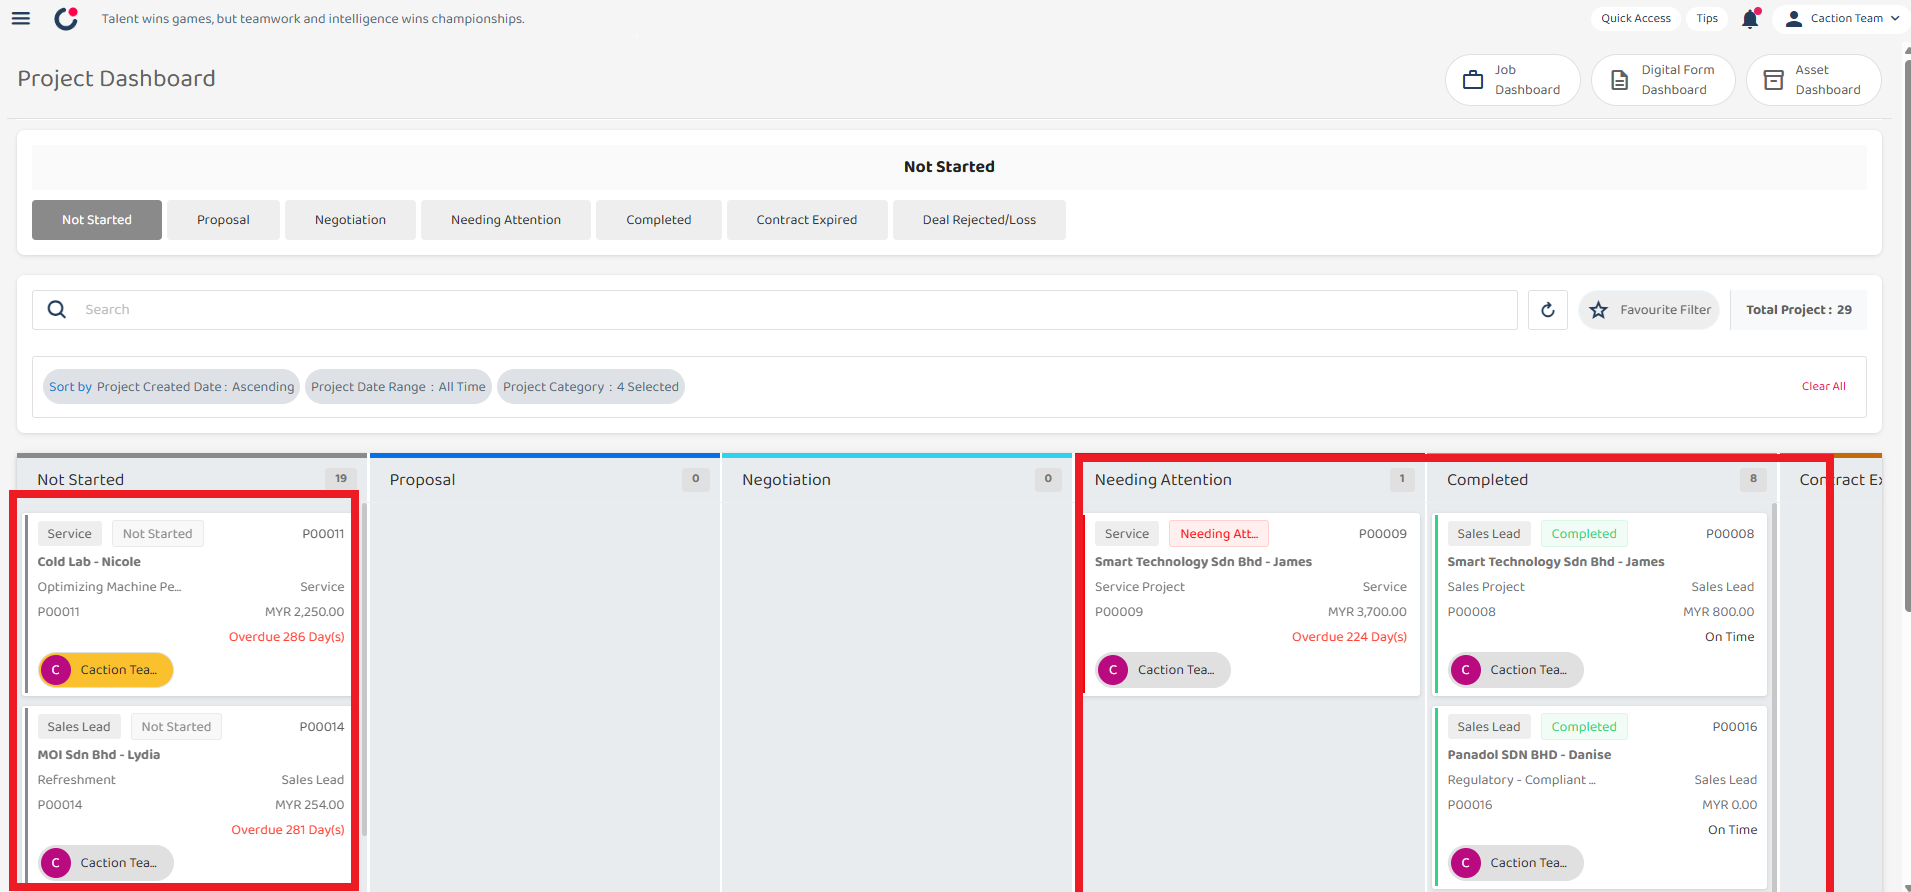 Talent wins games, but teamwork and intelligence wins championships.
Quick Access
Tips
Caction Team
Project Dashboard
Job
Dashboard
Digital Form
Dashboard
Asset
Dashboard
Not Started
Not Started
Proposal
Negotiation
Needing Attention
Completed
Contract Expired
Deal Rejected/Loss
Search
Favourite Filter
Total Project : 29
Sort by Project Created Date : Ascending
Project Date Range : All Time
Project Category : 4 Selected
Clear All
Not Started 19
Service Not Started P00011
Cold Lab - Nicole
Optimizing Machine Pe... Service
P00011 MYR 2,250.00
Overdue 286 Day(s)
C Caction Tea...
Sales Lead Not Started P00014
MOI Sdn Bhd - Lydia
Refreshment Sales Lead
P00014 MYR 254.00
Overdue 281 Day(s)
C Caction Tea...
Proposal 0
Negotiation 0
Needing Attention 1
Service Needing Att... P00009
Smart Technology Sdn Bhd - James
Service Project Service
P00009 MYR 3,700.00
Overdue 224 Day(s)
C Caction Tea...
Completed 8
Sales Lead Completed P00008
Smart Technology Sdn Bhd - James
Sales Project Sales Lead
P00008 MYR 800.00
On Time
C Caction Tea...
Sales Lead Completed P00016
Panadol SDN BHD - Danise
Regulatory - Compliant ... Sales Lead
P00016 MYR 0.00
On Time
C Caction Tea...
Contract Ex